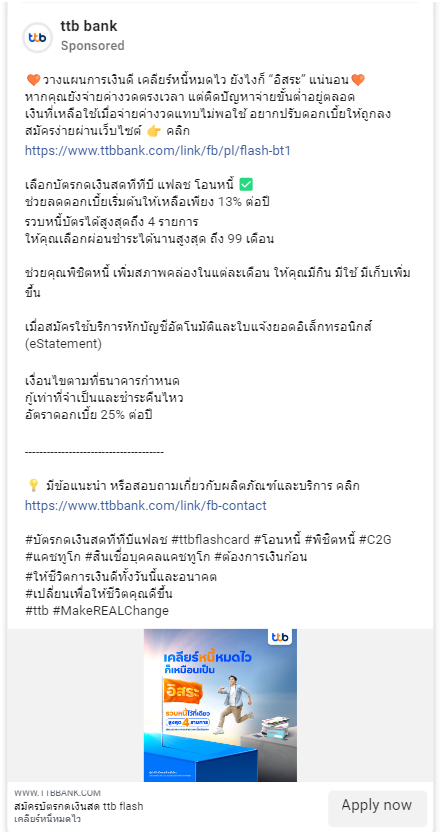 ttb
ttb bank
Sponsored
🧡วางแผนการเงินดี เคลียร์หนี้หมดไว ยังไงก็ “อิสระ” แน่นอน🧡
หากคุณยังจ่ายค่างวดตรงเวลา แต่ติดปัญหาจ่ายขั้นต่ำอยู่ตลอด
เงินที่เหลือใช้เมื่อจ่ายค่างวดแทบไม่พอใช้ อยากปรับดอกเบี้ยให้ถูกลง
สมัครง่ายผ่านเว็บไซต์ 👉 คลิก
https://www.ttbbank.com/link/fb/pl/flash-bt1
เลือกบัตรกดเงินสดทีทีบี แฟลช โอนหนี้ ✅
ช่วยลดดอกเบี้ยเริ่มต้นให้เหลือเพียง 13% ต่อปี
รวบหนี้บัตรได้สูงสุดถึง 4 รายการ
ให้คุณเลือกผ่อนชำระได้นานสูงสุด ถึง 99 เดือน
ช่วยคุณพิชิตหนี้ เพิ่มสภาพคล่องในแต่ละเดือน ให้คุณมีกิน มีใช้ มีเก็บเพิ่ม
ขึ้น
เมื่อสมัครใช้บริการหักบัญชีอัตโนมัติและใบแจ้งยอดอิเล็กทรอนิกส์
(eStatement)
เงื่อนไขตามที่ธนาคารกำหนด
กู้เท่าที่จำเป็นและชำระคืนไหว
อัตราดอกเบี้ย 25% ต่อปี
--------------------------------------
💡 มีข้อแนะนำ หรือสอบถามเกี่ยวกับผลิตภัณฑ์และบริการ คลิก
https://www.ttbbank.com/link/fb-contact
#บัตรกดเงินสดทีทีบีแฟลช #ttbflashcard #โอนหนี้ #พิชิตหนี้ #C2G
#แคชทูโก #สินเชื่อบุคคลแคชทูโก #ต้องการเงินก้อน
#ให้ชีวิตการเงินดีทั้งวันนี้และอนาคต
#เปลี่ยนเพื่อให้ชีวิตคุณดีขึ้น
#ttb #MakeREALChange
ttb
เคลียร์หนี้หมดไว
ก็เหมือนเป็น
อิสระ
รวบหนี้ไว้ที่เดียว
สูงสุด 4 รายการ
WWW.TTBBANK.COM
สมัครบัตรกดเงินสด ttb flash
เคลียร์หนี้หมดไว
Apply now